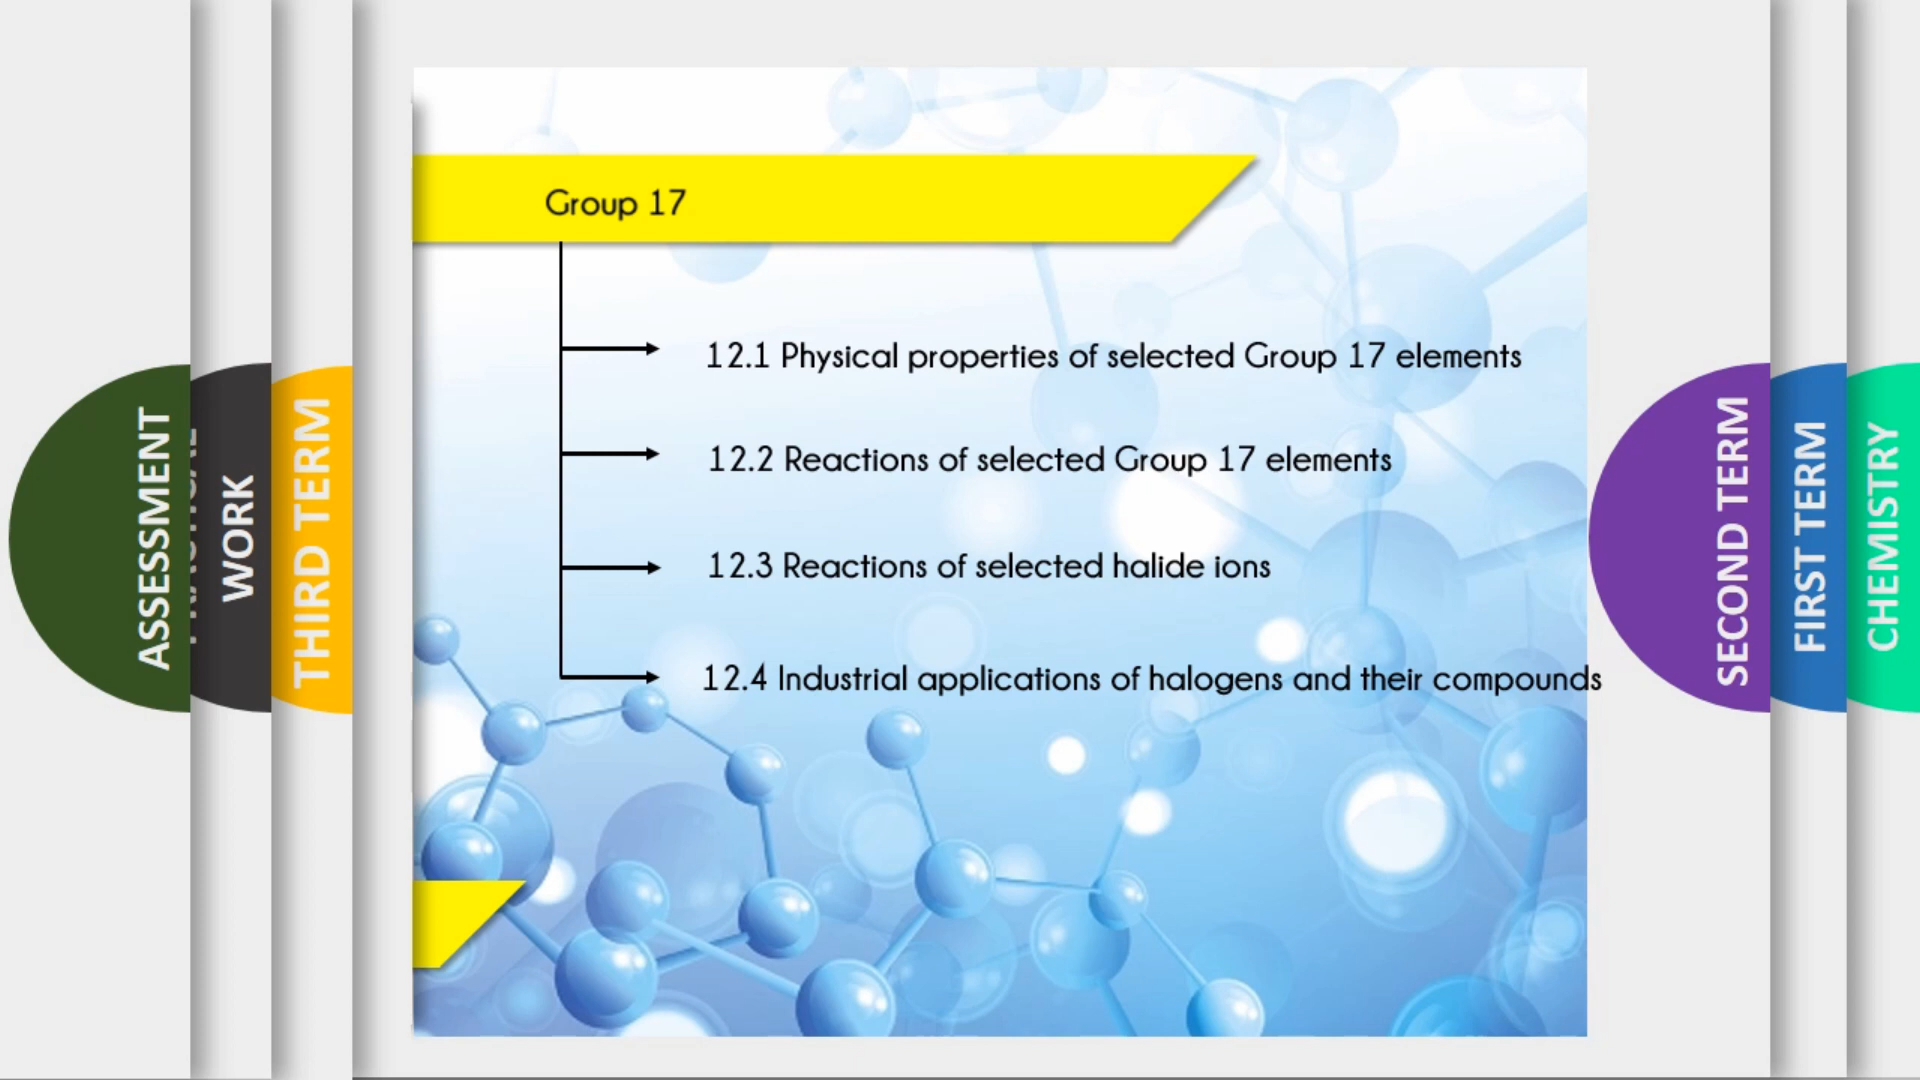 ASSESSMENT
WORK
THIRD TERM
Group 17
12.1 Physical properties of selected Group 17 elements
12.2 Reactions of selected Group 17 elements
12.3 Reactions of selected halide ions
12.4 Industrial applications of halogens and their compounds
SECOND TERM
FIRST TERM
CHEMISTRY